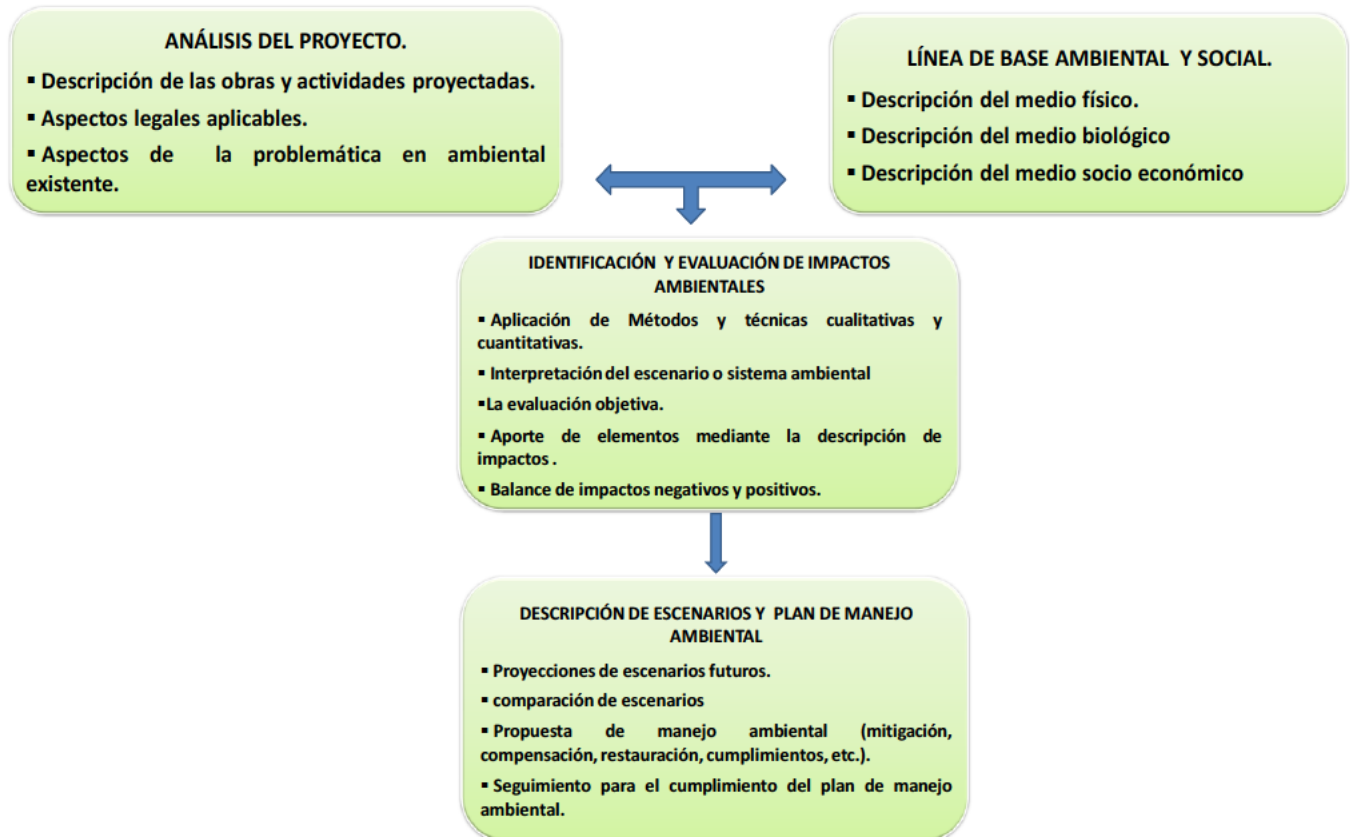 ANÁLISIS DEL PROYECTO.
▪ Descripción de las obras y actividades proyectadas.
▪ Aspectos legales aplicables.
▪ Aspectos de la problemática en ambiental
existente.
LÍNEA DE BASE AMBIENTAL Y SOCIAL.
▪ Descripción del medio físico.
▪ Descripción del medio biológico
▪ Descripción del medio socio económico
IDENTIFICACIÓN Y EVALUACIÓN DE IMPACTOS
AMBIENTALES
▪ Aplicación de Métodos y técnicas cualitativas y
cuantitativas.
▪ Interpretación del escenario o sistema ambiental
▪La evaluación objetiva.
▪ Aporte de elementos mediante la descripción de
impactos .
▪ Balance de impactos negativos y positivos.
DESCRIPCIÓN DE ESCENARIOS Y PLAN DE MANEJO
AMBIENTAL
▪ Proyecciones de escenarios futuros.
▪ comparación de escenarios
▪ Propuesta de manejo ambiental (mitigación,
compensación, restauración, cumplimientos, etc.).
▪ Seguimiento para el cumplimiento del plan de manejo
ambiental.